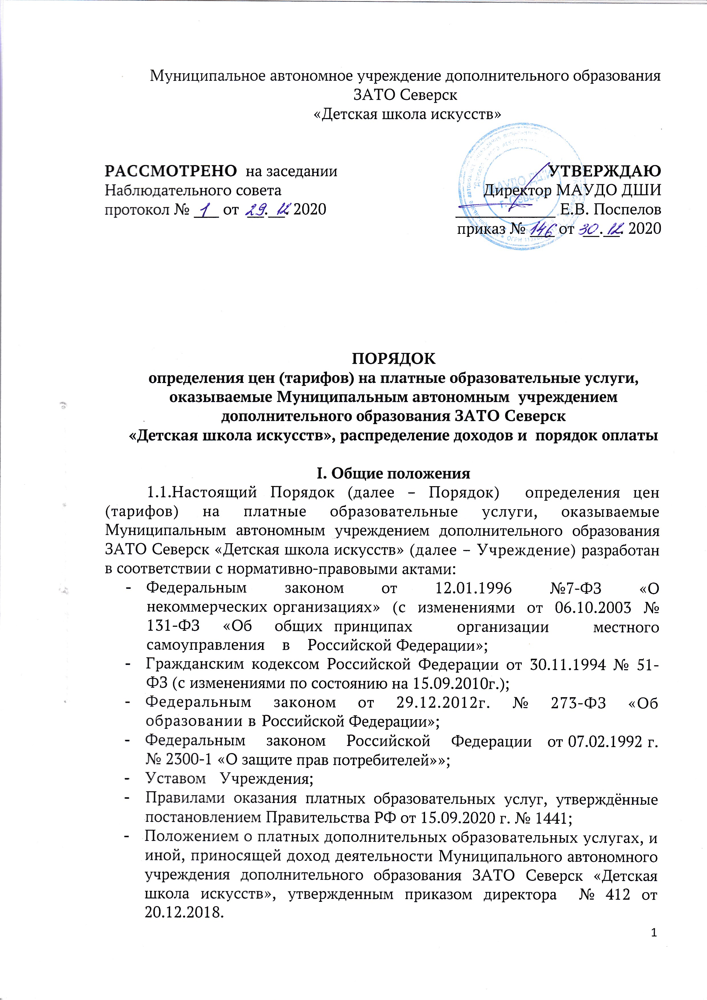 Муниципальное автономное учреждение дополнительного образования
ЗАТО Северск
«Детская школа искусств»
РАССМОТРЕНО на заседании
Наблюдательного совета
протокол № 1 от 29.12.2020
УТВЕРЖДАЮ
Директор МАУДО ДШИ
Е.В. Поспелов
приказ № 146 от 30.12.2020
МАУДО ДШИ
г. Северск
ПОРЯДОК
определения цен (тарифов) на платные образовательные услуги,
оказываемые Муниципальным автономным учреждением
дополнительного образования ЗАТО Северск
«Детская школа искусств», распределение доходов и порядок оплаты
I. Общие положения
1.1.Настоящий Порядок (далее – Порядок) определения цен
(тарифов) на платные образовательные услуги, оказываемые
Муниципальным автономным учреждением дополнительного образования
ЗАТО Северск «Детская школа искусств» (далее – Учреждение) разработан
в соответствии с нормативно-правовыми актами:
- Федеральным законом от 12.01.1996 №7-ФЗ «О
некоммерческих организациях» (с изменениями от 06.10.2003 №
131-ФЗ «Об общих принципах организации местного
самоуправления в Российской Федерации»;
- Гражданским кодексом Российской Федерации от 30.11.1994 № 51-
ФЗ (с изменениями по состоянию на 15.09.2010г.);
- Федеральным законом от 29.12.2012г. № 273-ФЗ «Об
образовании в Российской Федерации»;
- Федеральным законом Российской Федерации от 07.02.1992 г.
№ 2300-1 «О защите прав потребителей»»;
- Уставом Учреждения;
- Правилами оказания платных образовательных услуг, утверждённые
постановлением Правительства РФ от 15.09.2020 г. № 1441;
- Положением о платных дополнительных образовательных услугах, и
иной, приносящей доход деятельности Муниципального автономного
учреждения дополнительного образования ЗАТО Северск «Детская
школа искусств», утвержденным приказом директора № 412 от
20.12.2018.
1